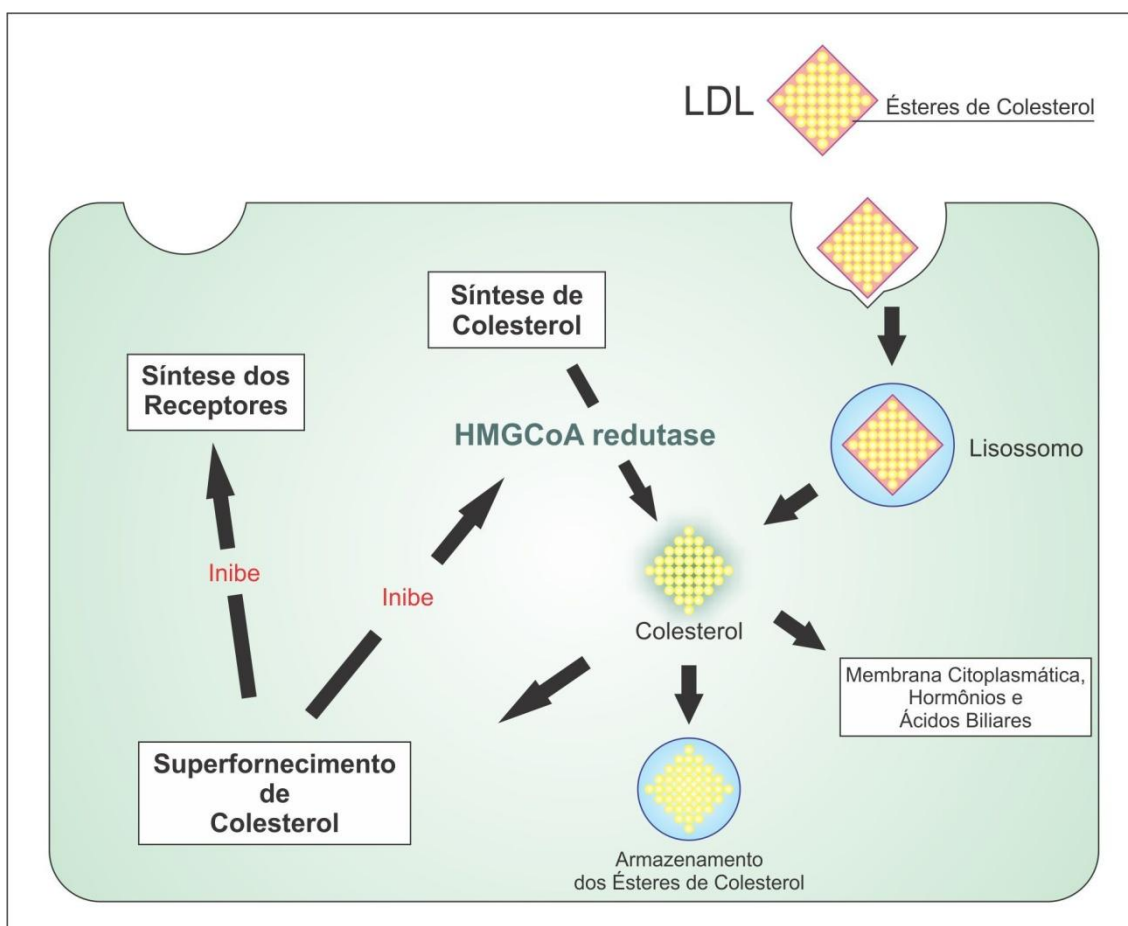 LDL
Ésteres de Colesterol
Síntese de
Colesterol
Síntese dos
Receptores
HMGCoA redutase
Lisossomo
Inibe
Inibe
Colesterol
Membrana Citoplasmática,
Hormônios e
Ácidos Biliares
Superfornecimento
de
Colesterol
Armazenamento
dos Ésteres de Colesterol